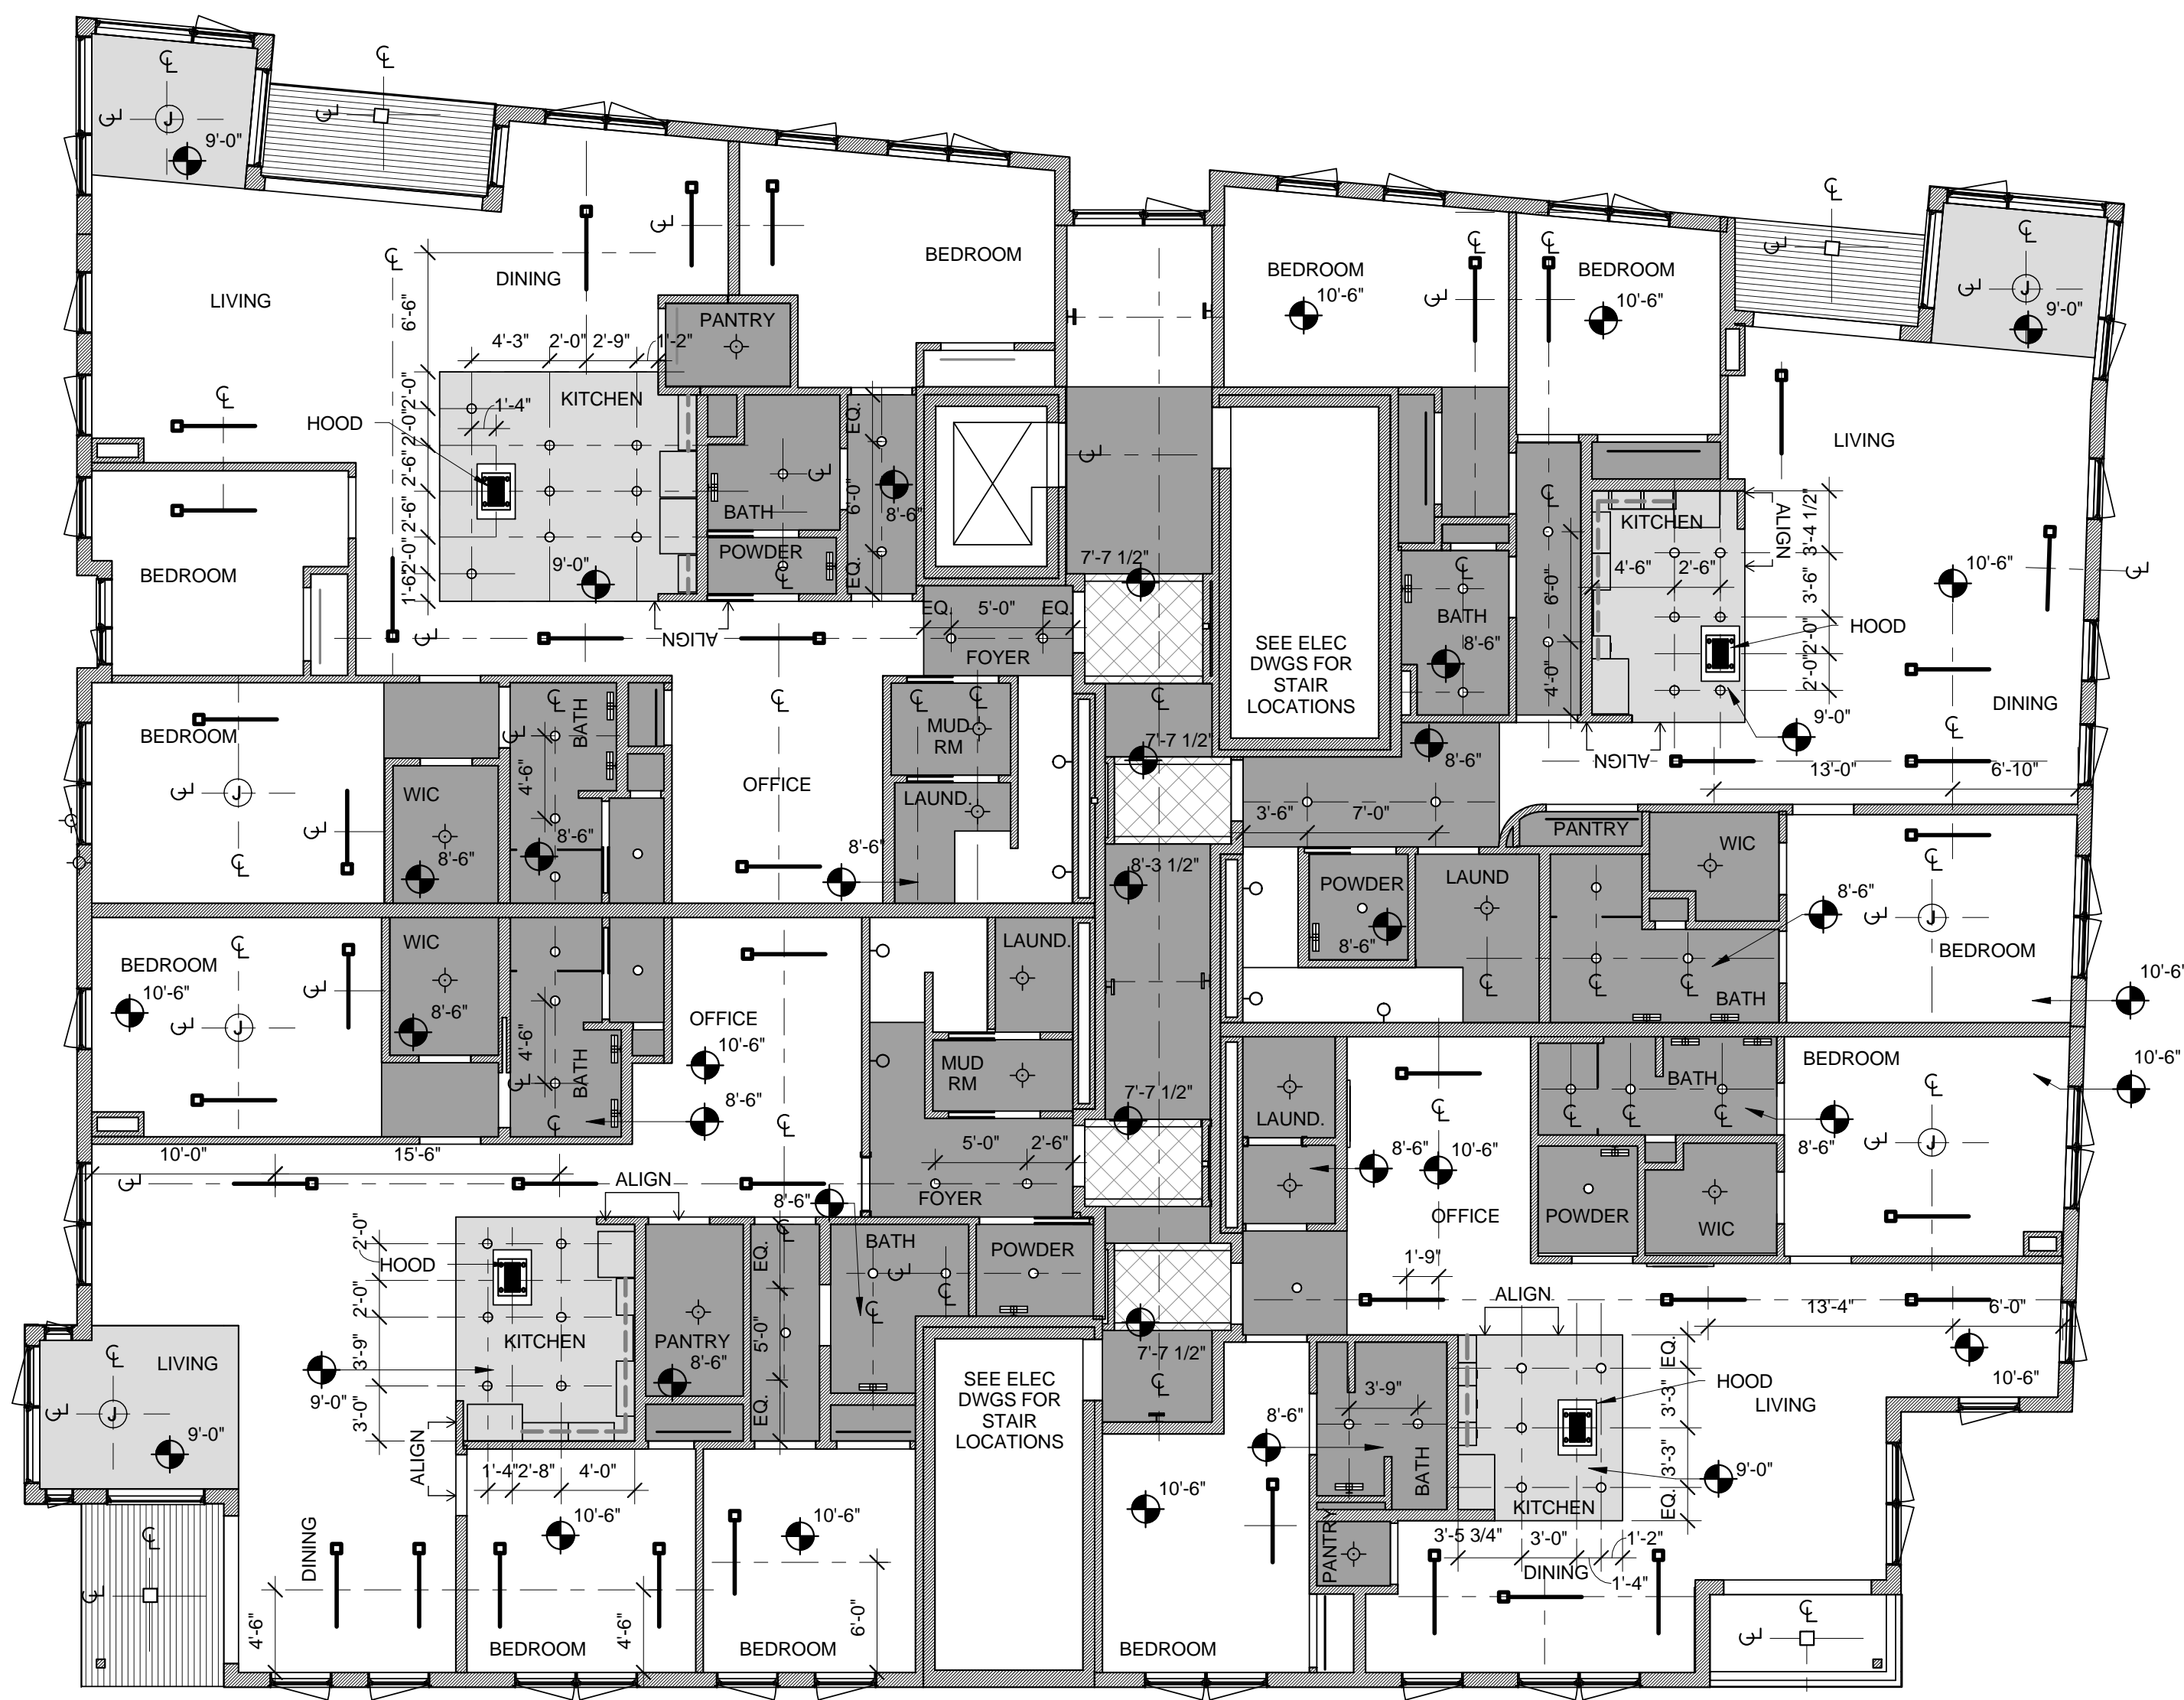 ℄
℄
℄
J
℄
9'-0"
℄
℄
BEDROOM
BEDROOM
10'-6"
℄
℄
BEDROOM
10'-6"
℄
℄
℄
℄
J
9'-0"
℄
DINING
LIVING
6'-6"
PANTRY
4'-3"
2'-0"
2'-9"
1'-2"
℄
HOOD
2'-0"
2'-0"
2'-6"
2'-6"
2'-0"
1'-6"
1'-4"
KITCHEN
9'-0"
BATH
℄
POWDER
℄
EQ.
6'-0"
EQ.
8'-6"
℄
LIVING
BEDROOM
℄
ALIGN
EQ.
5'-0"
EQ.
FOYER
7'-7 1/2"
SEE ELEC
DWGS FOR
STAIR
LOCATIONS
℄
BATH
8'-6"
℄
6'-0"
4'-0"
KITCHEN
4'-6"
2'-6"
ALIGN
3'-4 1/2"
3'-6"
2'-0"
2'-0"
HOOD
10'-6"
℄
9'-0"
DINING
ALIGN
℄
13'-0"
6'-10"
BEDROOM
℄
J
℄
℄
WIC
8'-6"
℄
℄
BATH
4'-6"
8'-6"
℄
OFFICE
℄
℄
MUD
RM
LAUND.
8'-6"
℄
7'-7 1/2"
8'-3 1/2"
8'-6"
3'-6"
7'-0"
PANTRY
WIC
POWDER
8'-6"
LAUND
℄
℄
℄
BATH
8'-6"
℄
℄
J
BEDROOM
10'-6"
BEDROOM
10'-6"
℄
℄
J
℄
WIC
8'-6"
4'-6"
℄
BATH
℄
OFFICE
10'-6"
8'-6"
℄
LAUND.
MUD
RM
7'-7 1/2"
5'-0"
2'-6"
FOYER
LAUND.
8'-6"
10'-6"
℄
OFFICE
BATH
℄
℄
℄
8'-6"
POWDER
WIC
BEDROOM
10'-6"
℄
℄
J
10'-0"
15'-6"
℄
ALIGN
8'-6"
2'-0"
HOOD
2'-0"
3'-9"
3'-0"
9'-0"
KITCHEN
PANTRY
8'-6"
℄
EQ.
5'-0"
EQ.
BATH
℄
℄
℄
POWDER
7'-7 1/2"
℄
1'-9"
ALIGN
13'-4"
6'-0"
10'-6"
LIVING
℄
℄
J
9'-0"
ALIGN
1'-4"
2'-8"
4'-0"
SEE ELEC
DWGS FOR
STAIR
LOCATIONS
8'-6"
3'-9"
BATH
EQ.
3'-3"
3'-3"
EQ.
HOOD
LIVING
9'-0"
KITCHEN
10'-6"
10'-6"
10'-6"
PANTRY
3'-5 3/4"
3'-0"
1'-2"
1'-4"
DINING
℄
℄
DINING
4'-6"
4'-6"
6'-0"
BEDROOM
BEDROOM
BEDROOM
℄
℄